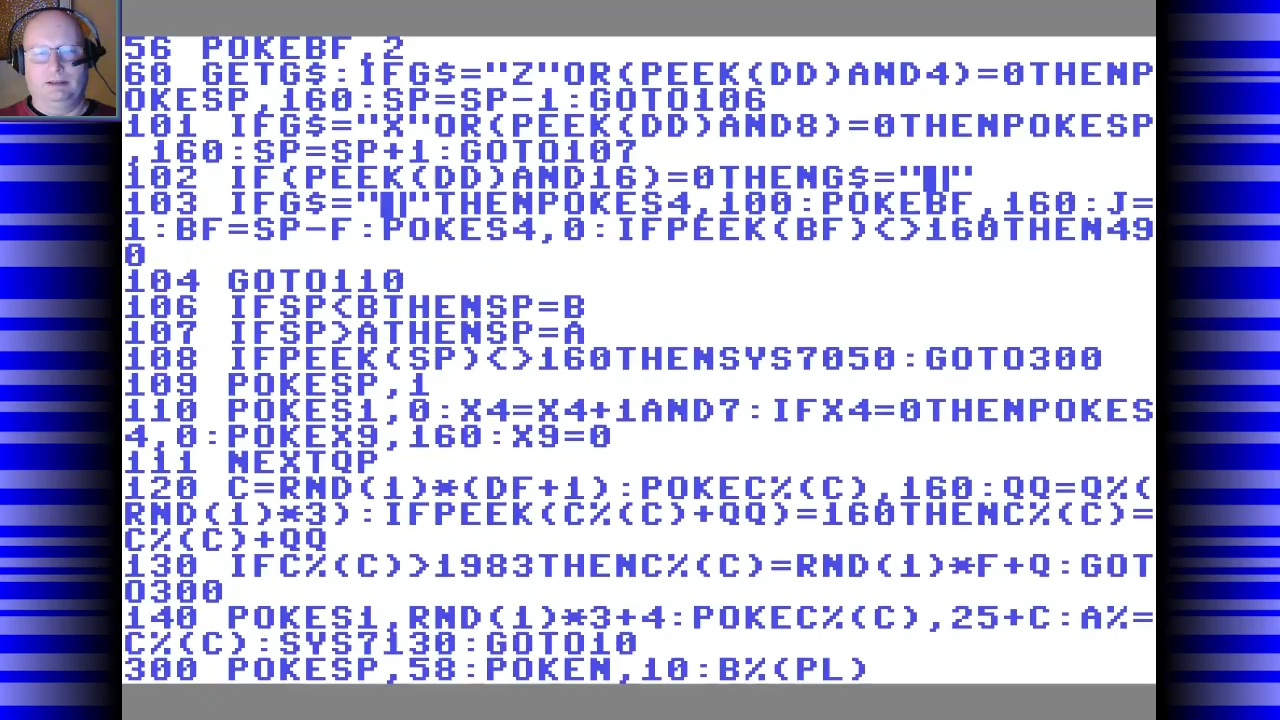 56 POKEBF,2
60 GETG$:IFG$="Z"OR(PEEK(DD)AND4)=0THENP
OKESP,160:SP=SP-1:GOTO106
101 IFG$="X"OR(PEEK(DD)AND8)=0THENPOKESP
,160:SP=SP+1:GOTO107
102 IF(PEEK(DD)AND16)=0THENG$=""
103 IFG$=""THENPOKES4,100:POKEBF,160:J=
1:BF=SP-F:POKES4,0:IFPEEK(BF)<>160THEN49
0
104 GOTO110
106 IFSP<BTHENSP=B
107 IFSP>ATHENSP=A
108 IFPEEK(SP)<>160THENSYS7050:GOTO300
109 POKESP,1
110 POKES1,0:X4=X4+1AND7:IFX4=0THENPOKES
4,0:POKEX9,160:X9=0
111 NEXTQP
120 C=RND(1)*(DF+1):POKEC%(C),160:QQ=Q%(
RND(1)*3):IFPEEK(C%(C)+QQ)=160THENC%(C)=
C%(C)+QQ
130 IFC%(C)>1983THENC%(C)=RND(1)*F+Q:GOT
O300
140 POKES1,RND(1)*3+4:POKEC%(C),25+C:A%=
C%(C):SYS7130:GOTO10
300 POKESP,58:POKEN,10:B%(PL)